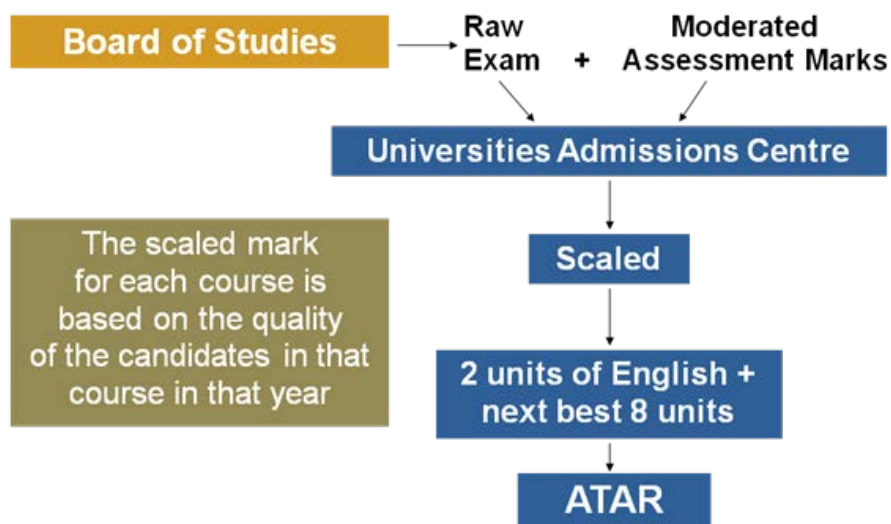 Board of Studies
Raw
Exam + Moderated
Assessment Marks
Universities Admissions Centre
The scaled mark
for each course is
based on the quality
of the candidates in that
course in that year
Scaled
2 units of English +
next best 8 units
ATAR